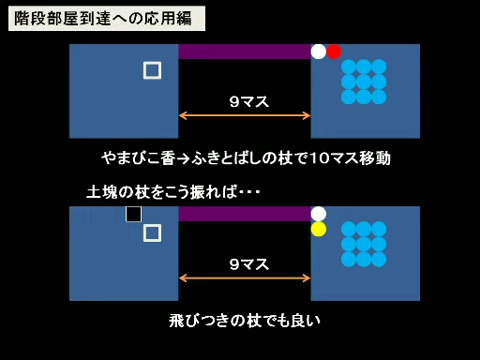 階段部屋到達への応用編
９マス
やまびこ香→ふきとばしの杖で１０マス移動
土塊の杖をこう振れば・・・
９マス
飛びつきの杖でも良い